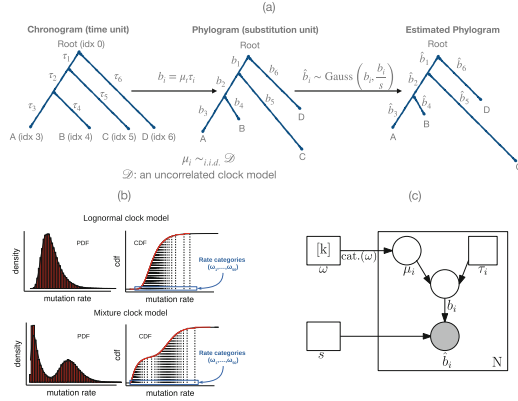 (a)
Chronogram (time unit)
Phylogram (substitution unit)
Estimated Phylogram
Root (idx 0)
Root
Root
τ₁
τ₂
τ₃
τ₄
τ₅
τ₆
A (idx 3)
B (idx 4)
C (idx 5)
D (idx 6)
bᵢ = μᵢτᵢ
b₁
b₂
b₃
b₄
b₅
b₆
A
B
C
D
b̂ᵢ ~ Gauss (bᵢ, bᵢ/s)
b̂₁
b̂₂
b̂₃
b̂₄
b̂₅
b̂₆
A
B
D
μᵢ ~ᵢ.ᵢ.d. 𝒟
𝒟: an uncorrelated clock model
(b)
Lognormal clock model
PDF
density
mutation rate
CDF
cdf
mutation rate
Rate categories
Mixture clock model
PDF
density
mutation rate
CDF
cdf
mutation rate
Rate categories
(c)
[k]
ω
cat.(ω)
μᵢ
τᵢ
bᵢ
s
b̂ᵢ
N